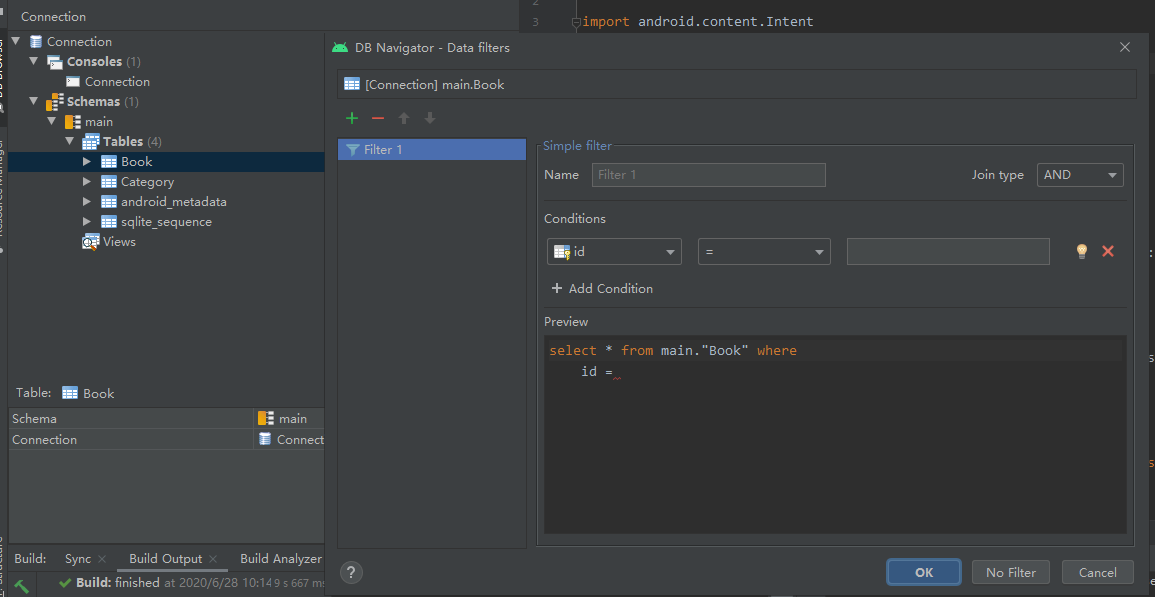 Connection
2
3 import android.content.Intent
Connection
Consoles (1)
Connection
Schemas (1)
main
Tables (4)
Book
Category
android_metadata
sqlite_sequence
Views
Table: Book
Schema main
Connection Connect
DB Navigator - Data filters
[Connection] main.Book
Filter 1
Simple filter
Name Filter 1 Join type AND
Conditions
id =
Add Condition
Preview
select * from main."Book" where
id =
? OK No Filter Cancel
Build: Sync Build Output Build Analyzer
Build: finished at 2020/6/28 10:14 9 s 667 ms